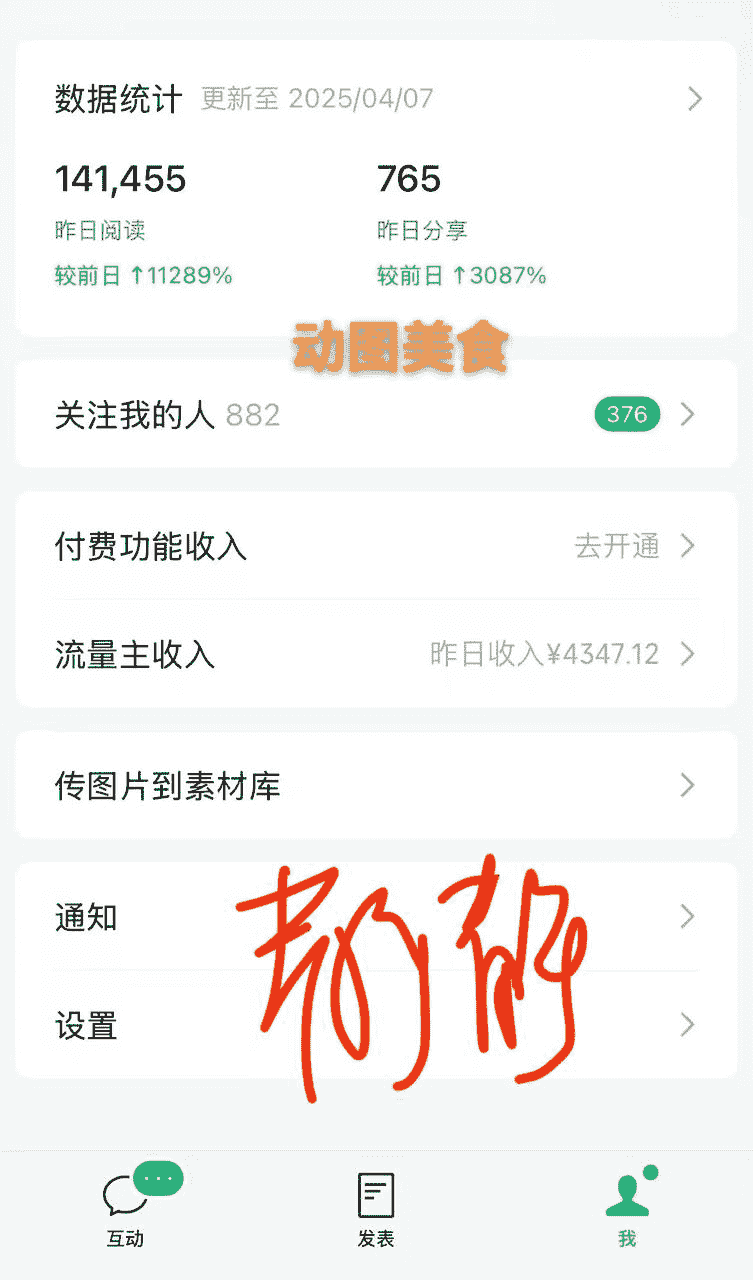 数据统计 更新至 2025/04/07
141,455 765
昨日阅读 昨日分享
较前日 ↑11289% 较前日 ↑3087%
动图美食
关注我的人 882 376
付费功能收入 去开通
流量主收入 昨日收入¥4347.12
传图片到素材库
通知
设置
互动 发表 我